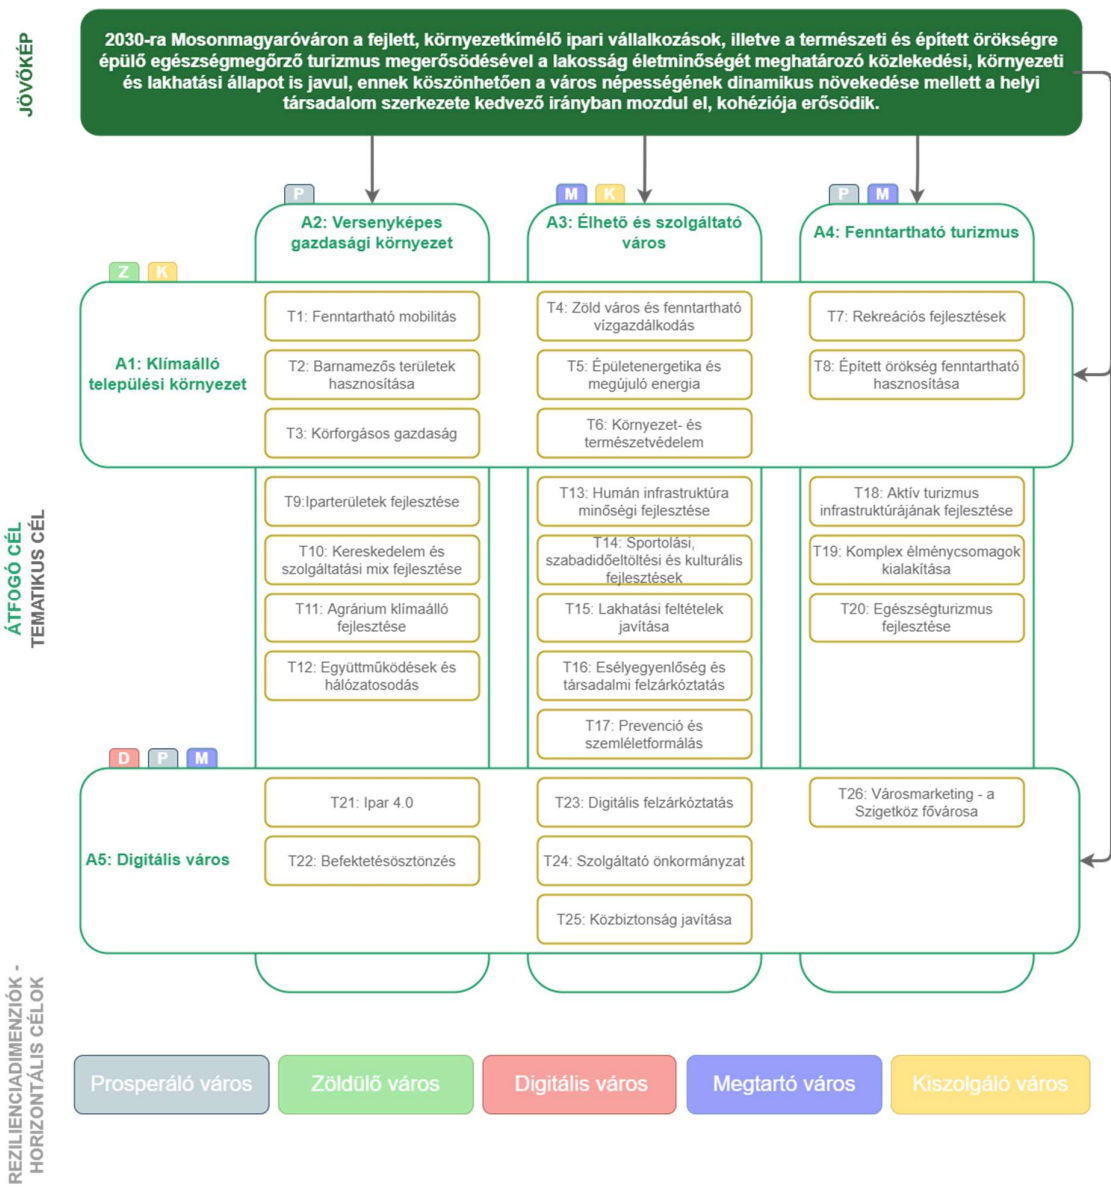 JÖVŐKÉP
2030-ra Mosonmagyaróváron a fejlett, környezetkímélő ipari vállalkozások, illetve a természeti és épített örökségre
épülő egészségmegőrző turizmus megerősödésével a lakosság életminőségét meghatározó közlekedési, környezeti
és lakhatási állapot is javul, ennek köszönhetően a város népességének dinamikus növekedése mellett a helyi
társadalom szerkezete kedvező irányban mozdul el, kohéziója erősödik.
P
M K
P M
A2: Versenyképes
gazdasági környezet
A3: Élhető és szolgáltató
város
A4: Fenntartható turizmus
Z K
A1: Klímaálló
települési környezet
T1: Fenntartható mobilitás
T2: Barnamezős területek
hasznosítása
T3: Körforgásos gazdaság
T4: Zöld város és fenntartható
vízgazdálkodás
T5: Épületenergetika és
megújuló energia
T6: Környezet- és
természetvédelem
T7: Rekreációs fejlesztések
T8: Épített örökség fenntartható
hasznosítása
ÁTFOGÓ CÉL
TEMATIKUS CÉL
T9:Iparterületek fejlesztése
T10: Kereskedelem és
szolgáltatási mix fejlesztése
T11: Agrárium klímaálló
fejlesztése
T12: Együttműködések és
hálózatosodás
T13: Humán infrastruktúra
minőségi fejlesztése
T14: Sportolási,
szabadidőeltöltési és kulturális
fejlesztések
T15: Lakhatási feltételek
javítása
T16: Esélyegyenlőség és
társadalmi felzárkóztatás
T17: Prevenció és
szemléletformálás
T18: Aktív turizmus
infrastruktúrájának fejlesztése
T19: Komplex élménycsomagok
kialakítása
T20: Egészségturizmus
fejlesztése
D P M
A5: Digitális város
T21: Ipar 4.0
T22: Befektetésösztönzés
T23: Digitális felzárkóztatás
T24: Szolgáltató önkormányzat
T25: Közbiztonság javítása
T26: Városmarketing - a
Szigetköz fővárosa
REZILIENCIADIMENZIÓK -
HORIZONTÁLIS CÉLOK
Prosperáló város
Zöldülő város
Digitális város
Megtartó város
Kiszolgáló város